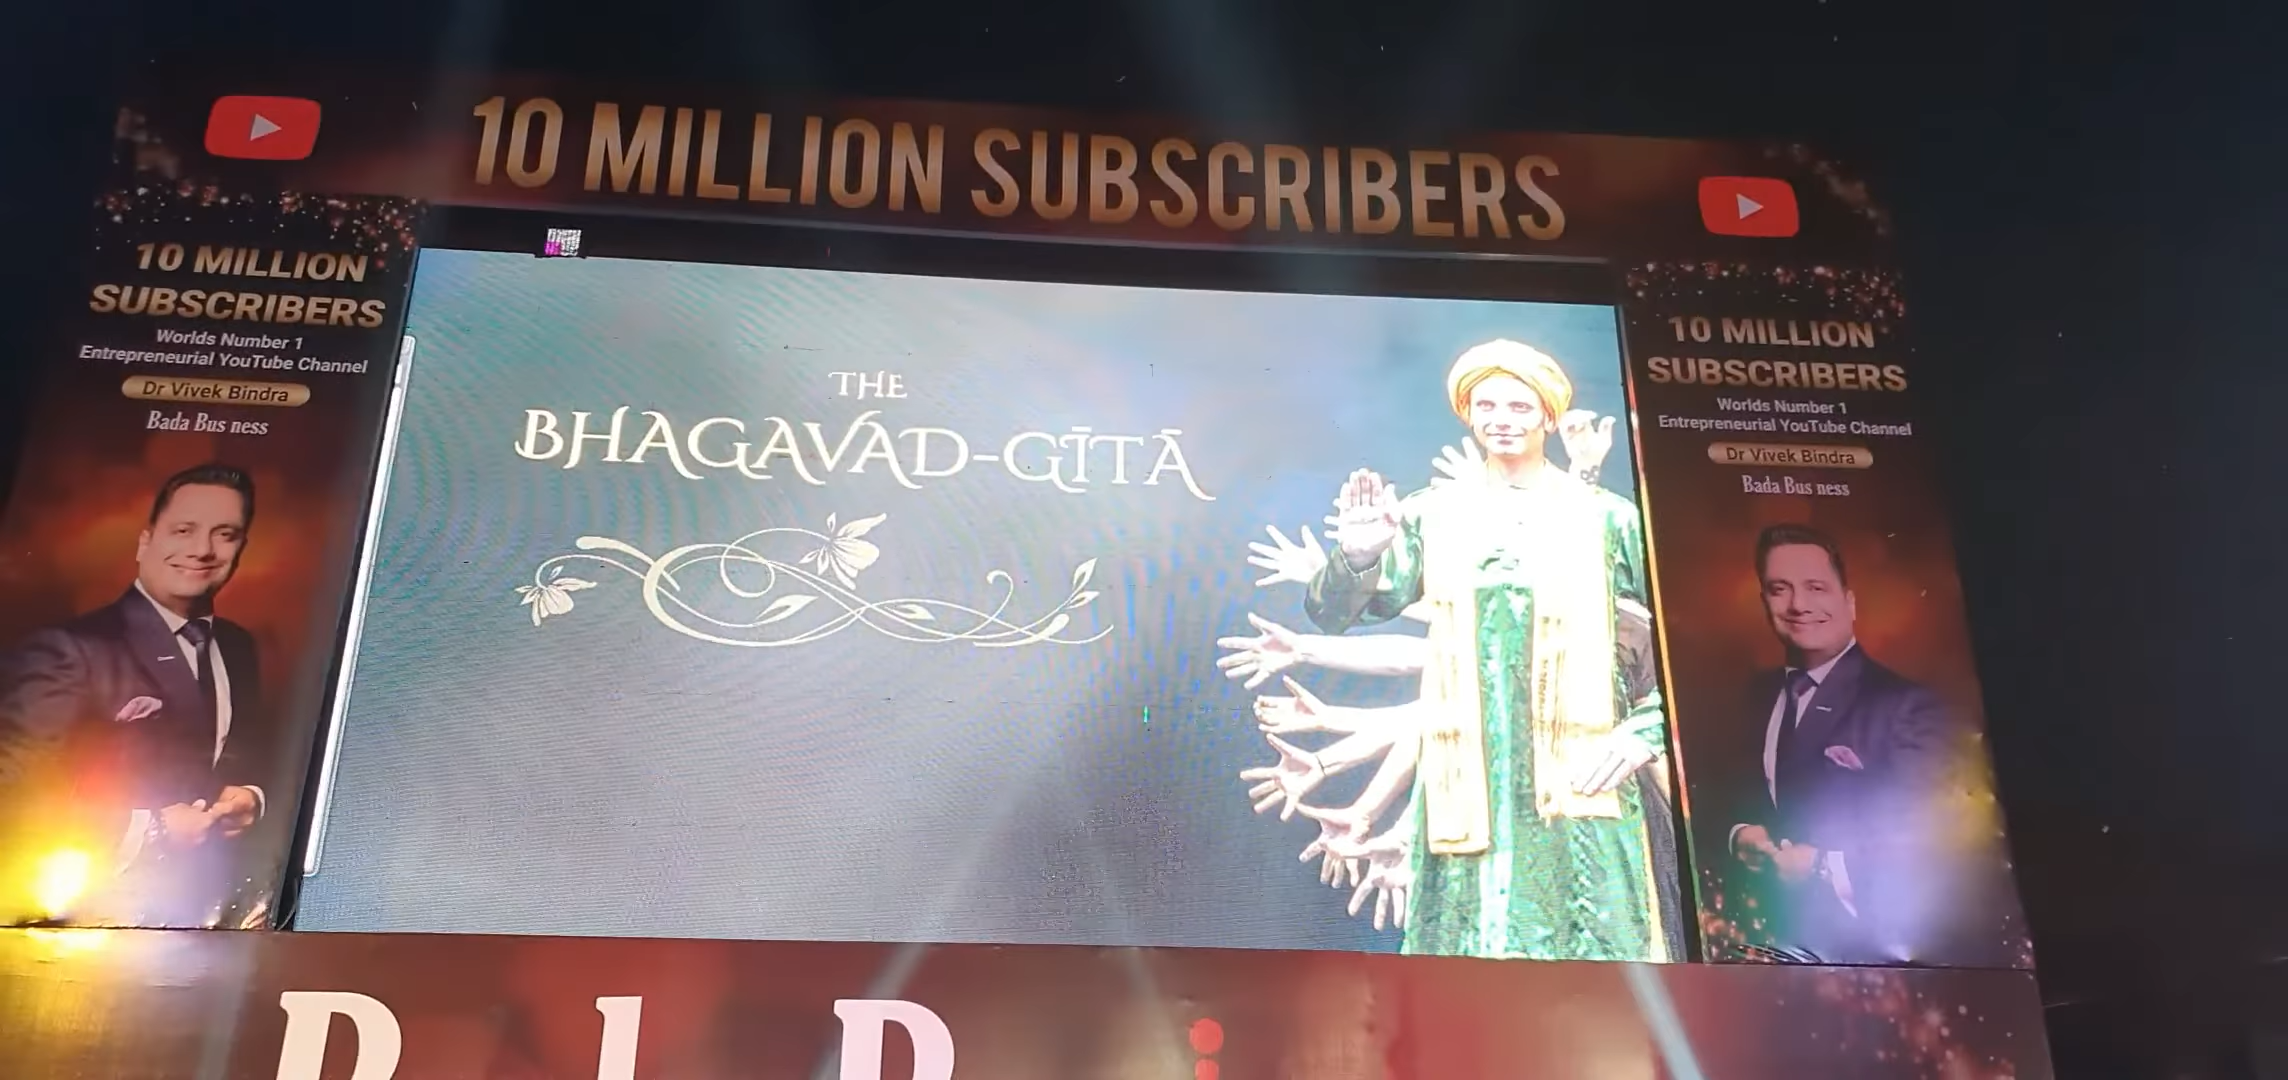 10 MILLION SUBSCRIBERS
10 MILLION
SUBSCRIBERS
Worlds Number 1
Entrepreneurial YouTube Channel
Dr Vivek Bindra
Bada Bus ness
THE
BHAGAVAD-GĪTĀ
10 MILLION
SUBSCRIBERS
Worlds Number 1
Entrepreneurial YouTube Channel
Dr Vivek Bindra
Bada Bus ness